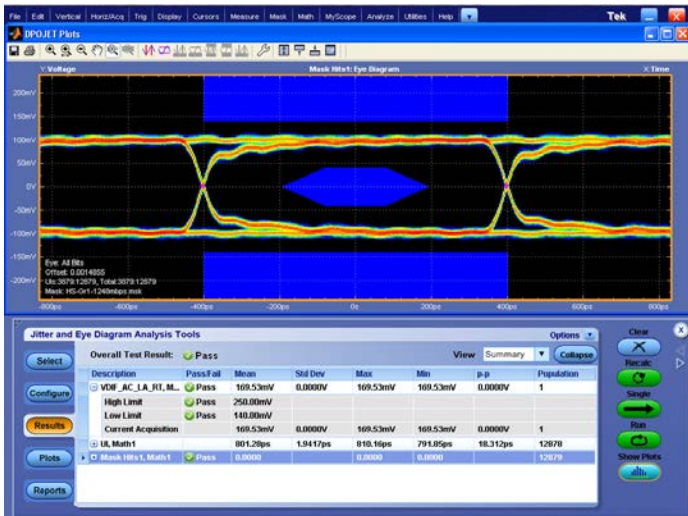 File Edit Vertical Horiz/Acq Trig Display Cursors Measure Mask Math MyScope Analyze Utilities Help Tek
DPOJET Plots
Y:Voltage Mask Hits1: Eye Diagram X:Time
200mV
150mV
100mV
50mV
0V
-50mV
-100mV
-150mV
-200mV
Eye: All Bits
Offset: 0.0014855
UIs:3879:12879, Total:3879:12879
Mask: HS-Gr1-1248mbps.msk
-800ps -600ps -400ps -200ps 0s 200ps 400ps 600ps 800ps
Jitter and Eye Diagram Analysis Tools Options
Clear
X
Select
Overall Test Result: Pass View Summary Collapse
Recalc
Description Pass/Fail Mean Std Dev Max Min p-p Population
VDIF_AC_LA_RT, M... Pass 169.53mV 0.0000V 169.53mV 169.53mV 0.0000V 1
Configure
High Limit Pass 250.00mV
Single
Low Limit Pass 140.00mV
Results
Current Acquisition 169.53mV 0.0000V 169.53mV 169.53mV 0.0000V 1
Run
UI, Math1 801.28ps 1.9417ps 810.16ps 791.85ps 18.312ps 12878
Plots
Mask Hits1, Math1 Pass 0.0000 0.0000 0.0000 12879
Show Plots
Reports